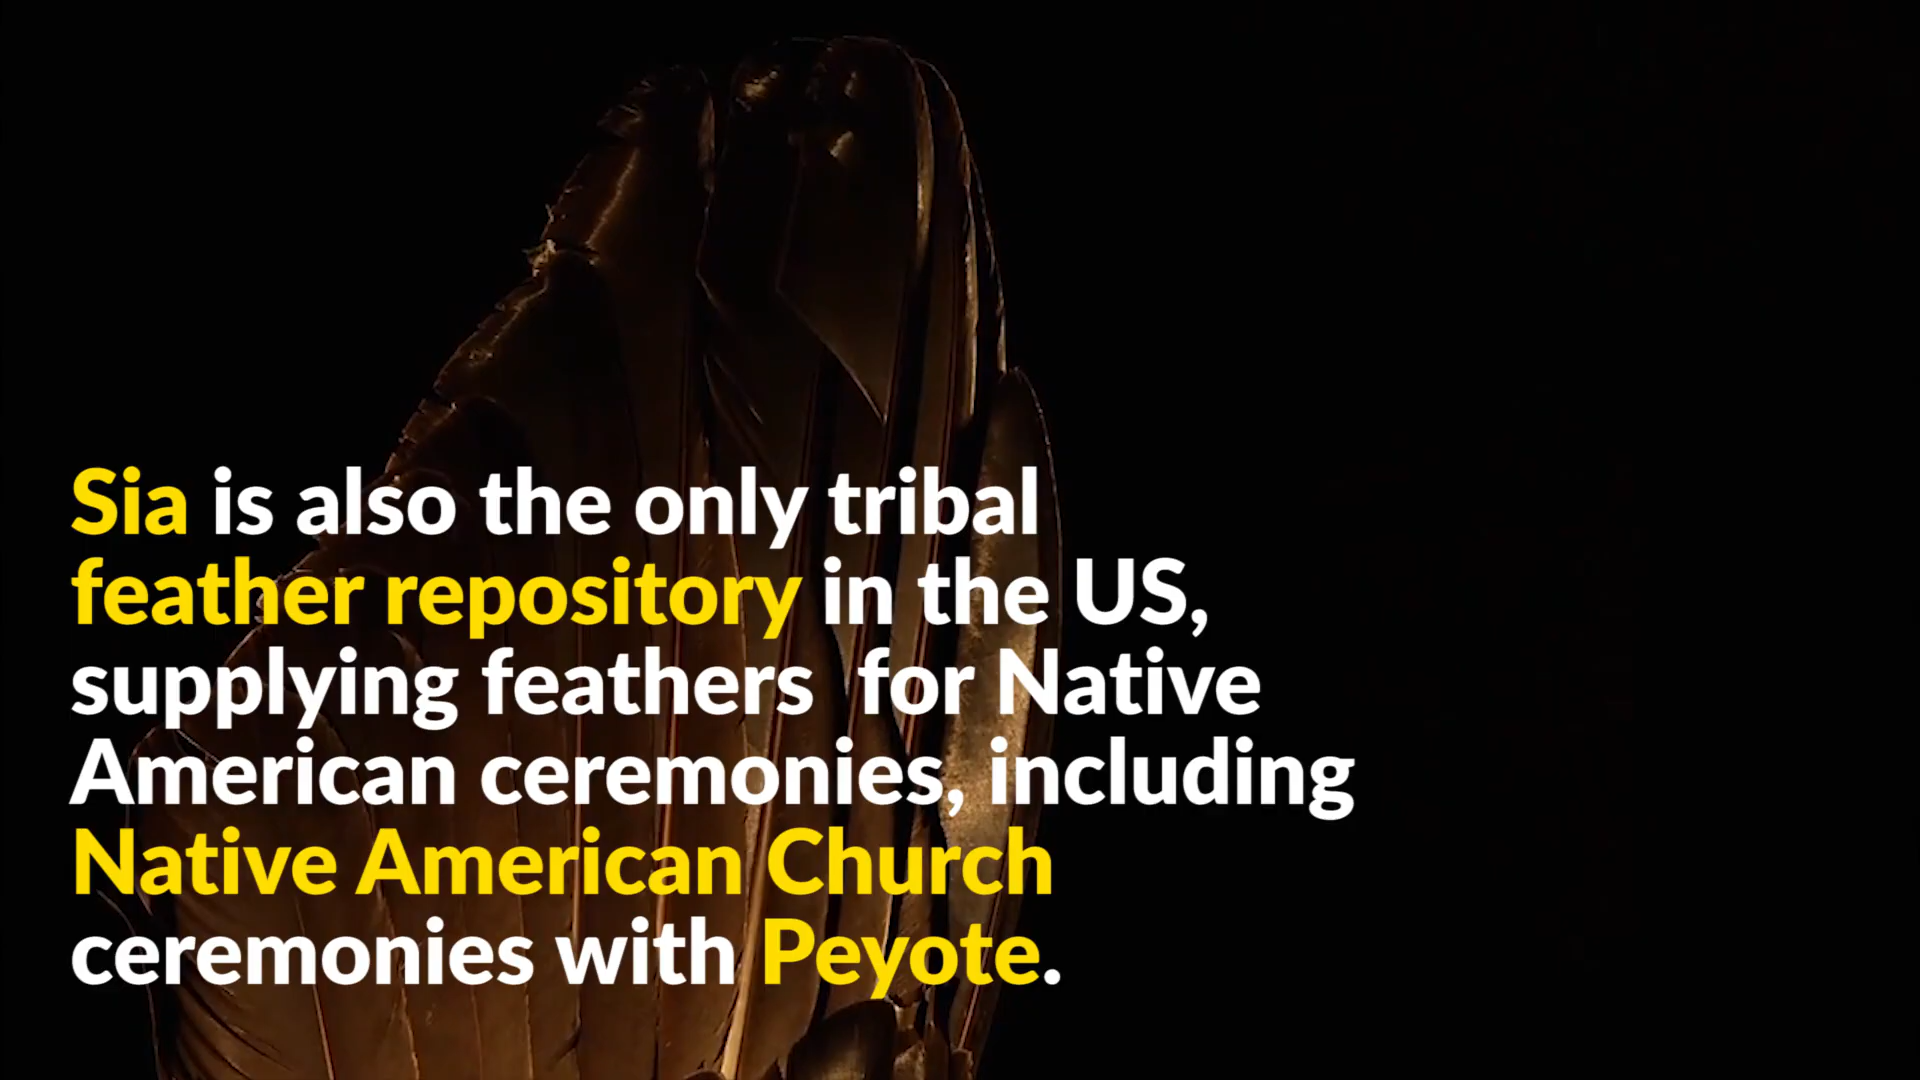 Sia is also the only tribal
feather repository in the US,
supplying feathers  for Native
American ceremonies, including
Native American Church
ceremonies with Peyote.